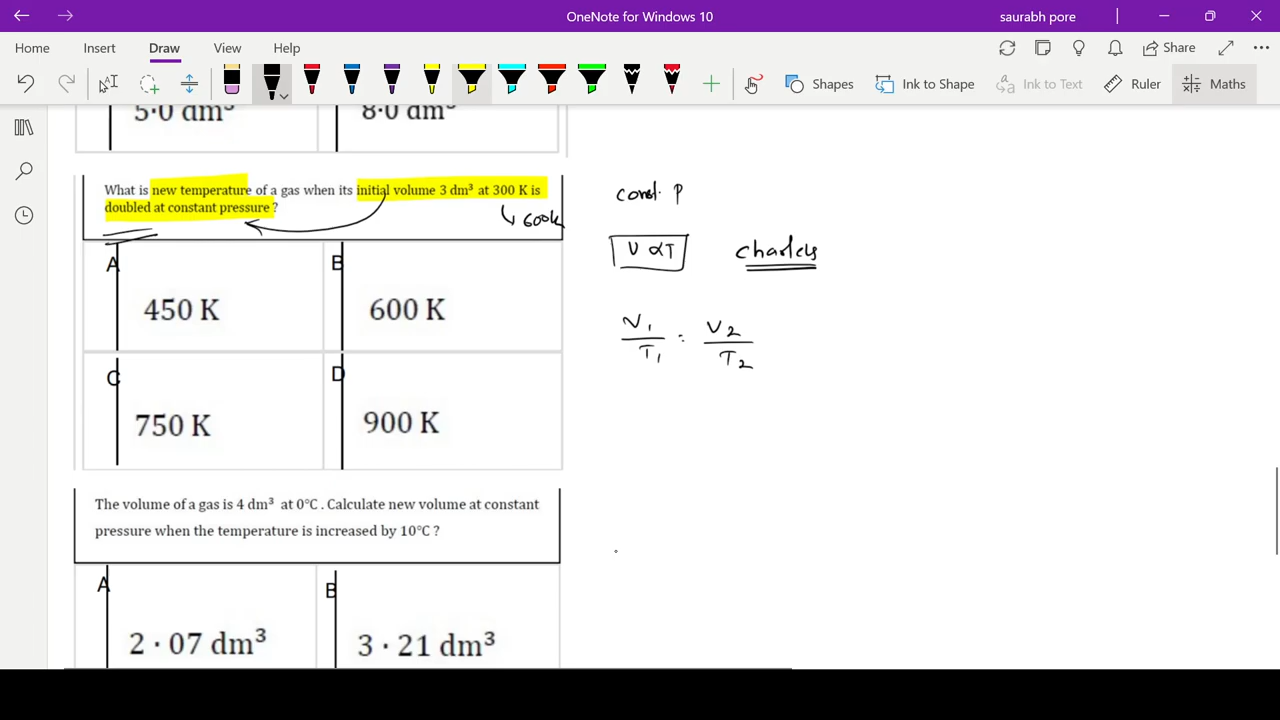 OneNote for Windows 10
saurabh pore
Home Insert Draw View Help
Share
Shapes
Ink to Shape
Ink to Text
Ruler
Maths
5·0 dm³
8·0 dm³
What is new temperature of a gas when its initial volume 3 dm³ at 300 K is
doubled at constant pressure ?
↳ 600k
A
450 K
B
600 K
C
750 K
D
900 K
const. P
V ∝ T
Charles
V₁/T₁ = V₂/T₂
The volume of a gas is 4 dm³ at 0°C . Calculate new volume at constant
pressure when the temperature is increased by 10°C ?
A
2 · 07 dm³
B
3 · 21 dm³